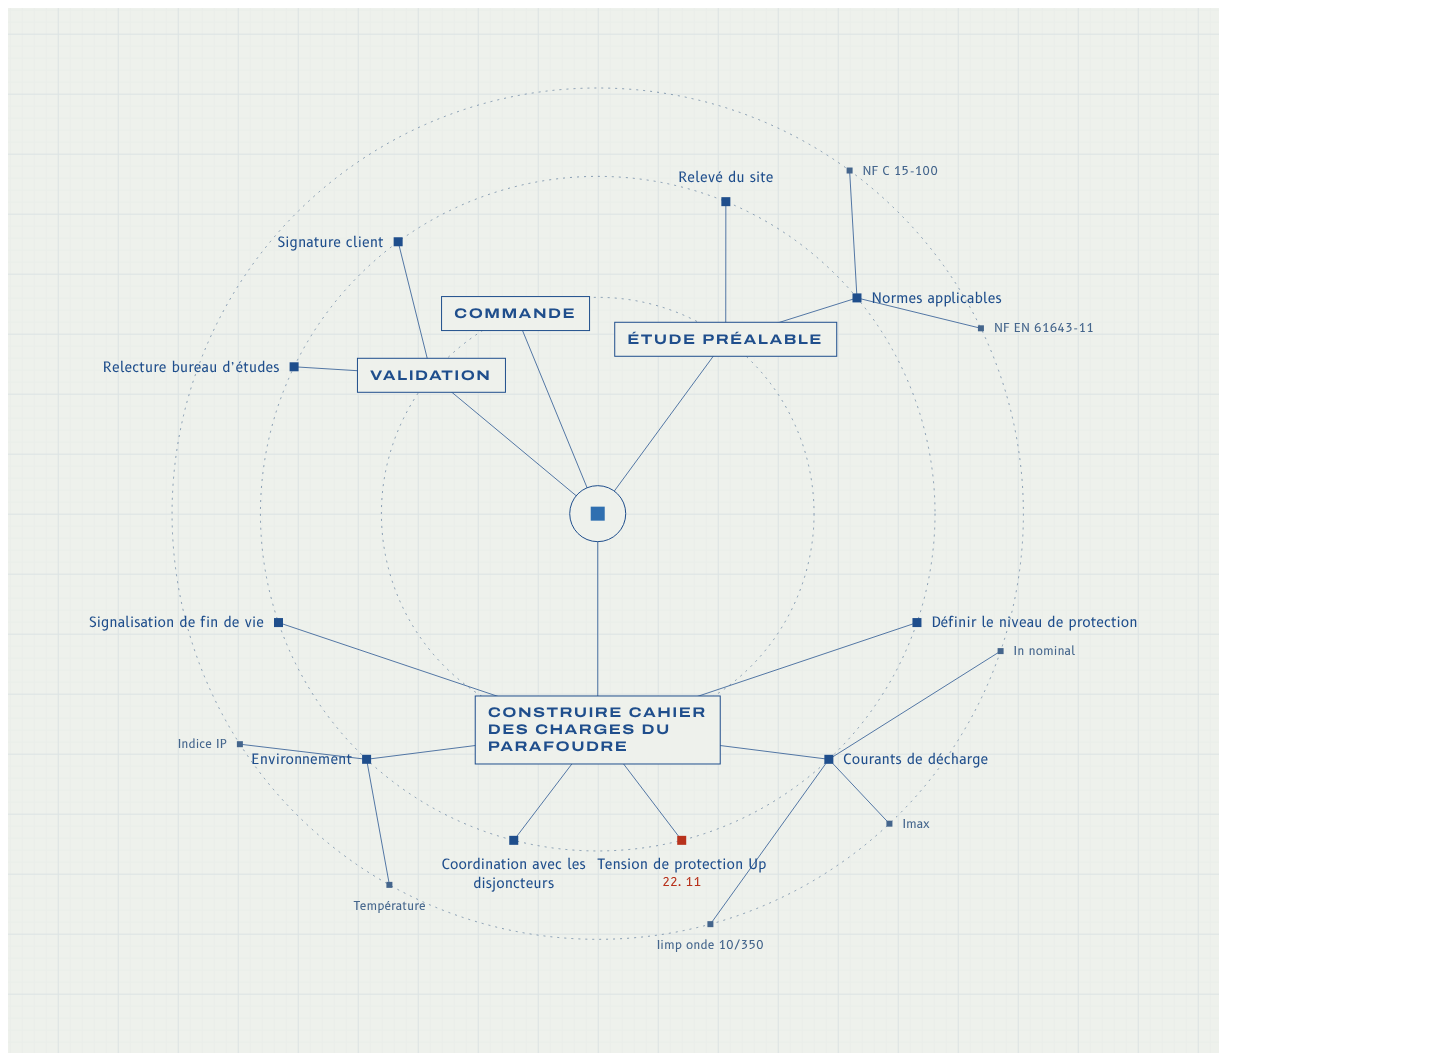 NF C 15-100
Relevé du site
Signature client
Normes applicables
COMMANDE
NF EN 61643-11
ÉTUDE PRÉALABLE
Relecture bureau d'études
VALIDATION
Signalisation de fin de vie
Définir le niveau de protection
In nominal
CONSTRUIRE CAHIER
DES CHARGES DU
PARAFOUDRE
Indice IP
Environnement
Courants de décharge
Imax
Coordination avec les
disjoncteurs
Tension de protection Up
22. 11
Température
Iimp onde 10/350